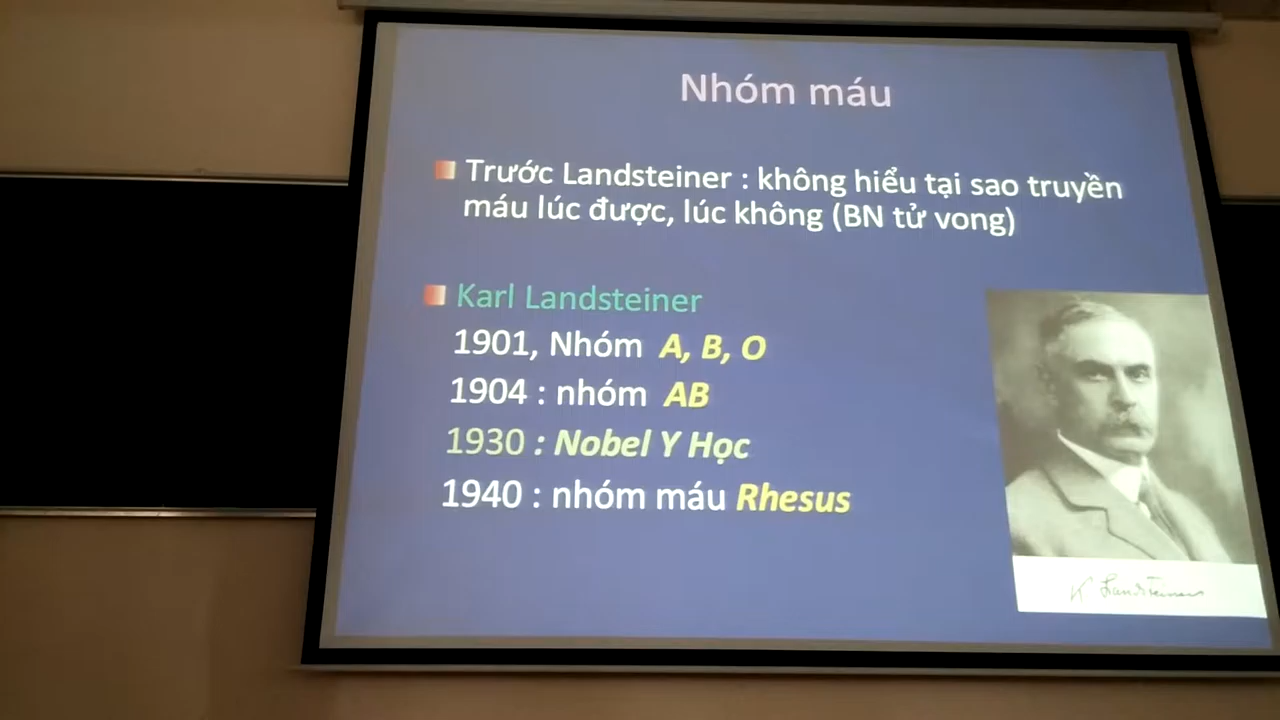 Nhóm máu
Trước Landsteiner : không hiểu tại sao truyền
máu lúc được, lúc không (BN tử vong)
Karl Landsteiner
1901, Nhóm A, B, O
1904 : nhóm AB
1930 : Nobel Y Học
1940 : nhóm máu Rhesus
K Landsteiner